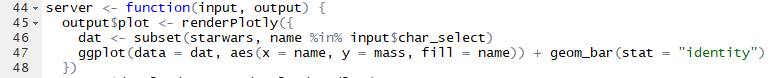 44 server <- function(input, output) {
45 output$plot <- renderPlotly({
46 dat <- subset(starwars, name %in% input$char_select)
47 ggplot(data = dat, aes(x = name, y = mass, fill = name)) + geom_bar(stat = "identity")
48 })